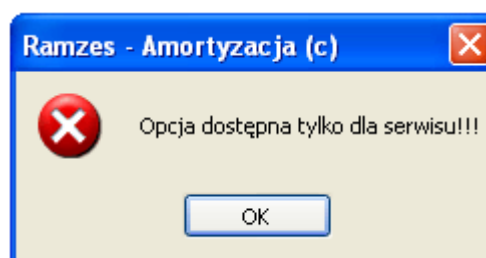 Ramzes - Amortyzacja (c)
Opcja dostępna tylko dla serwisu!!!
OK